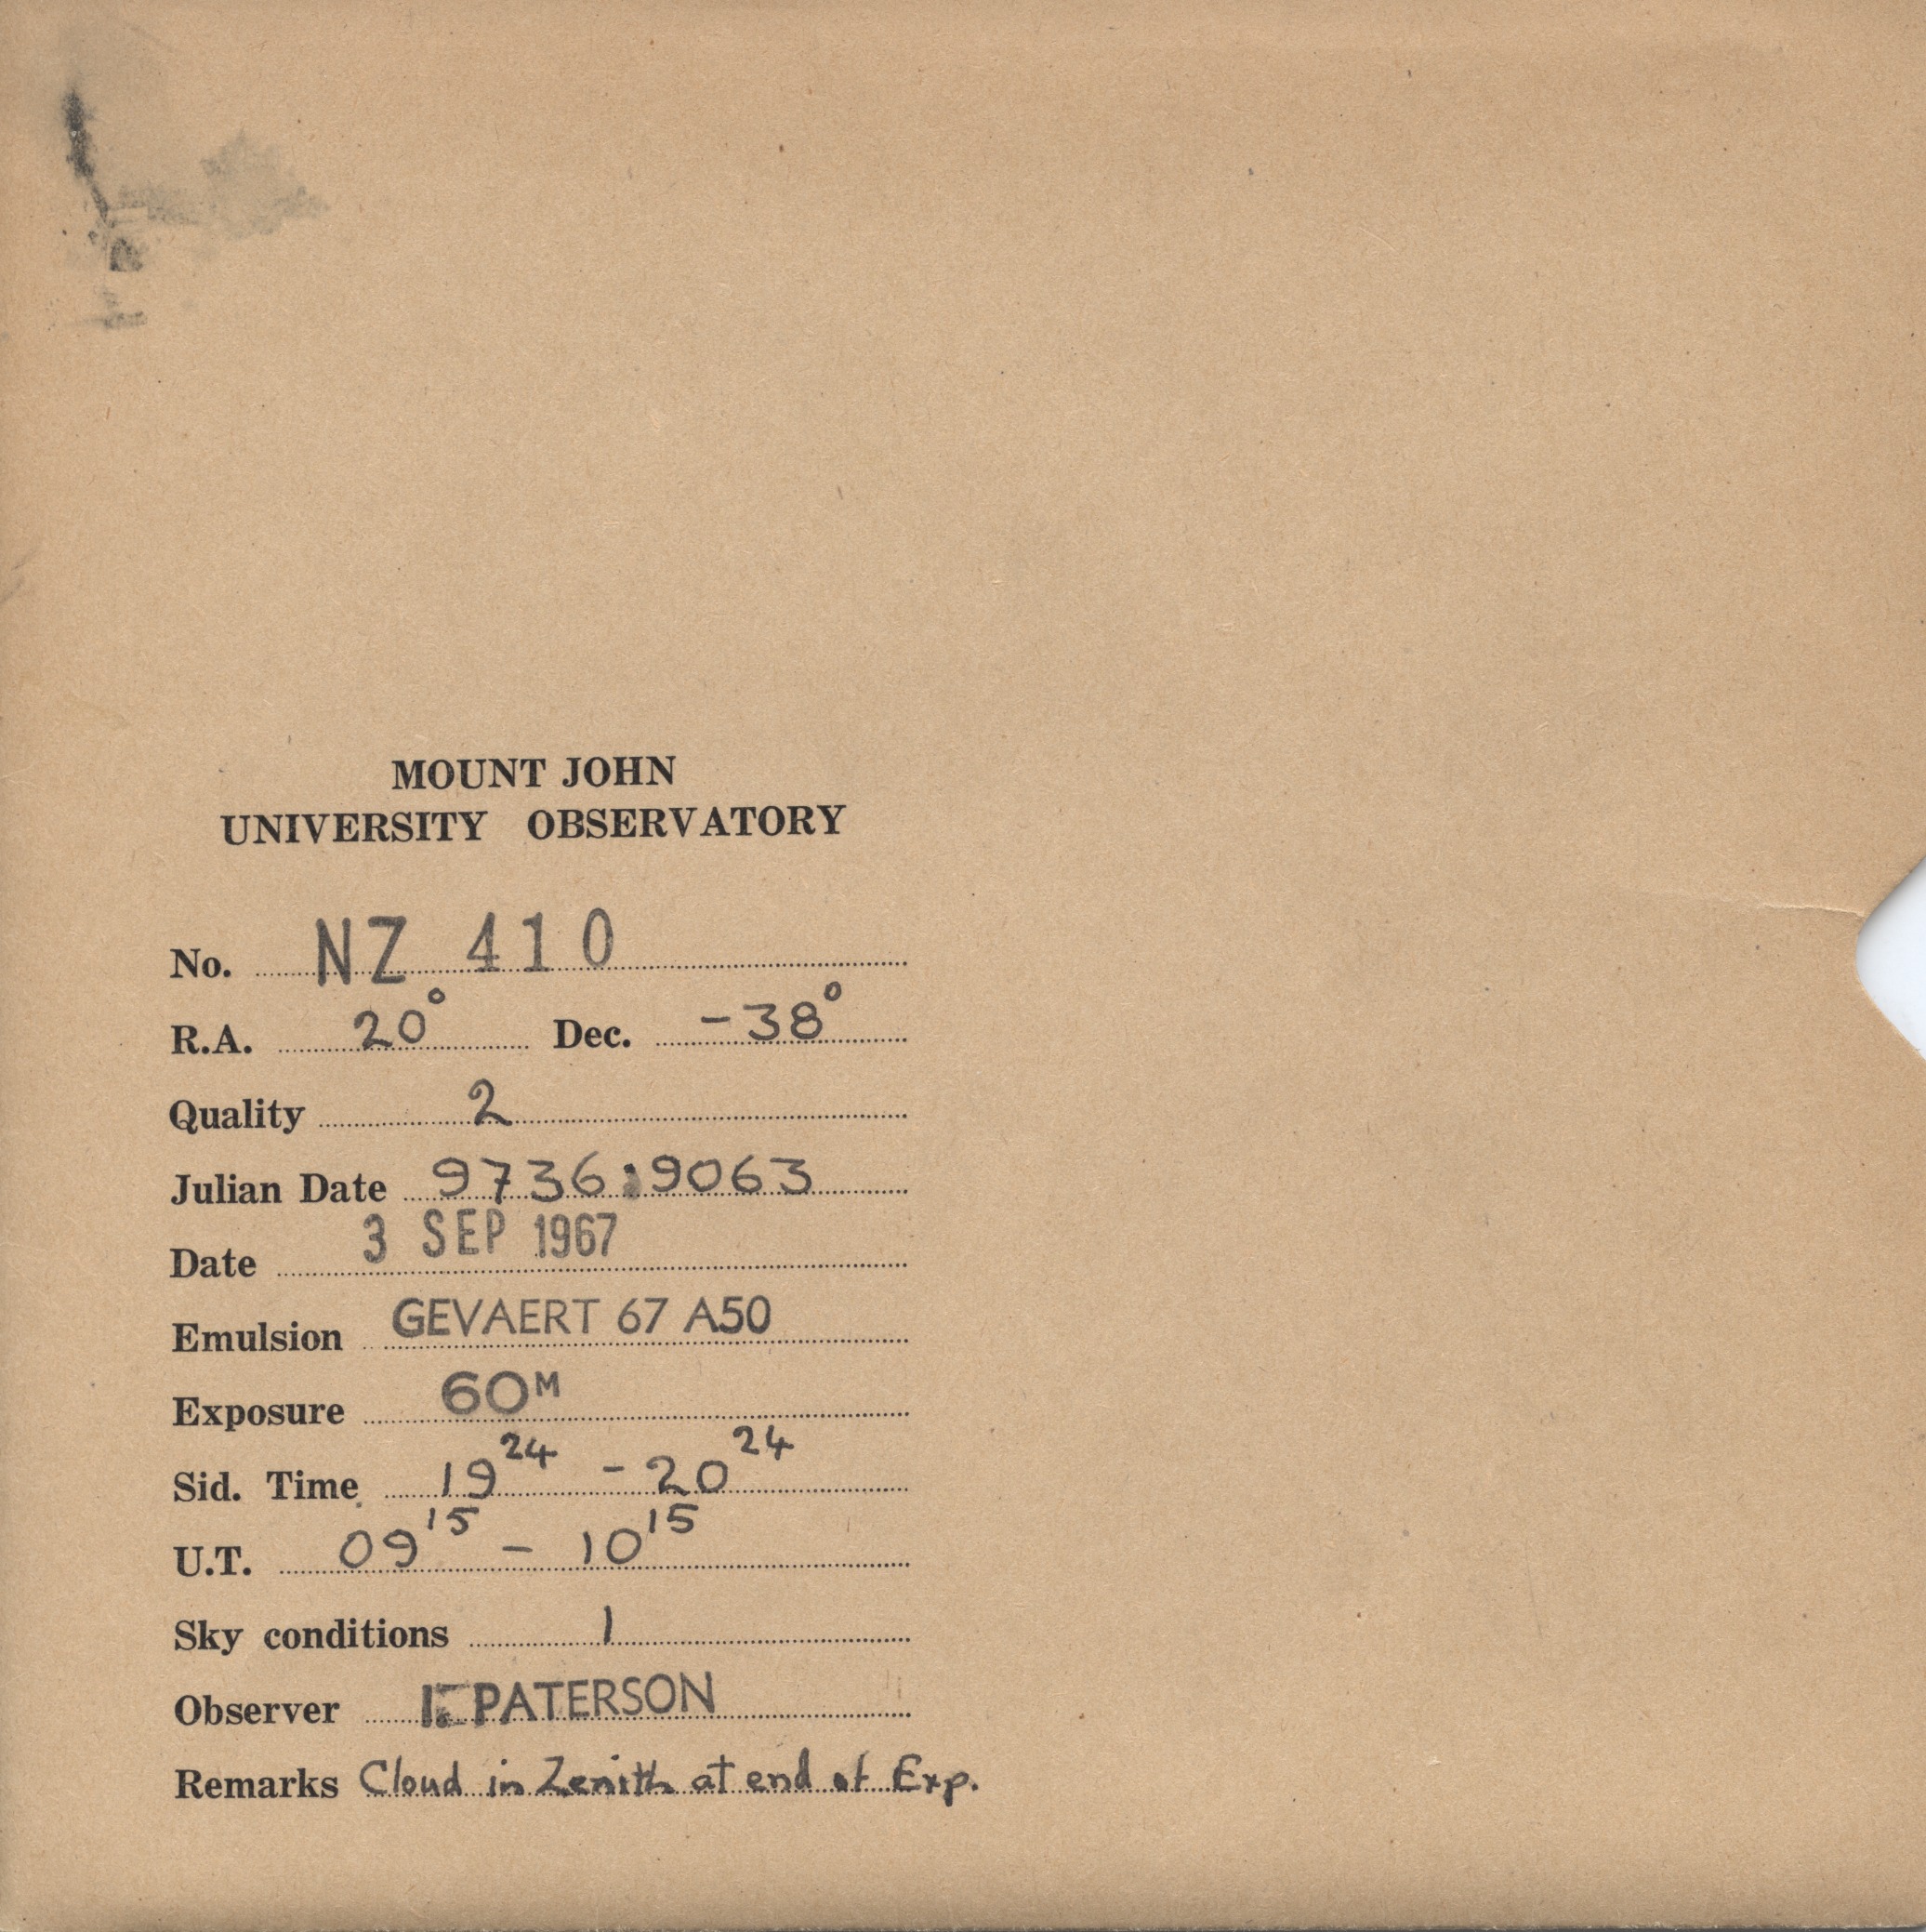 MOUNT JOHN
UNIVERSITY OBSERVATORY
No. NZ 410
R.A. 20° Dec. -38°
Quality 2
Julian Date 9736:9063
Date 3 SEP 1967
Emulsion GEVAERT 67 A50
Exposure 60M
Sid. Time 19 24 - 20 24
U.T. 09 15 - 10 15
Sky conditions 1
Observer PATERSON
Remarks Cloud in Zenith at end of Exp.